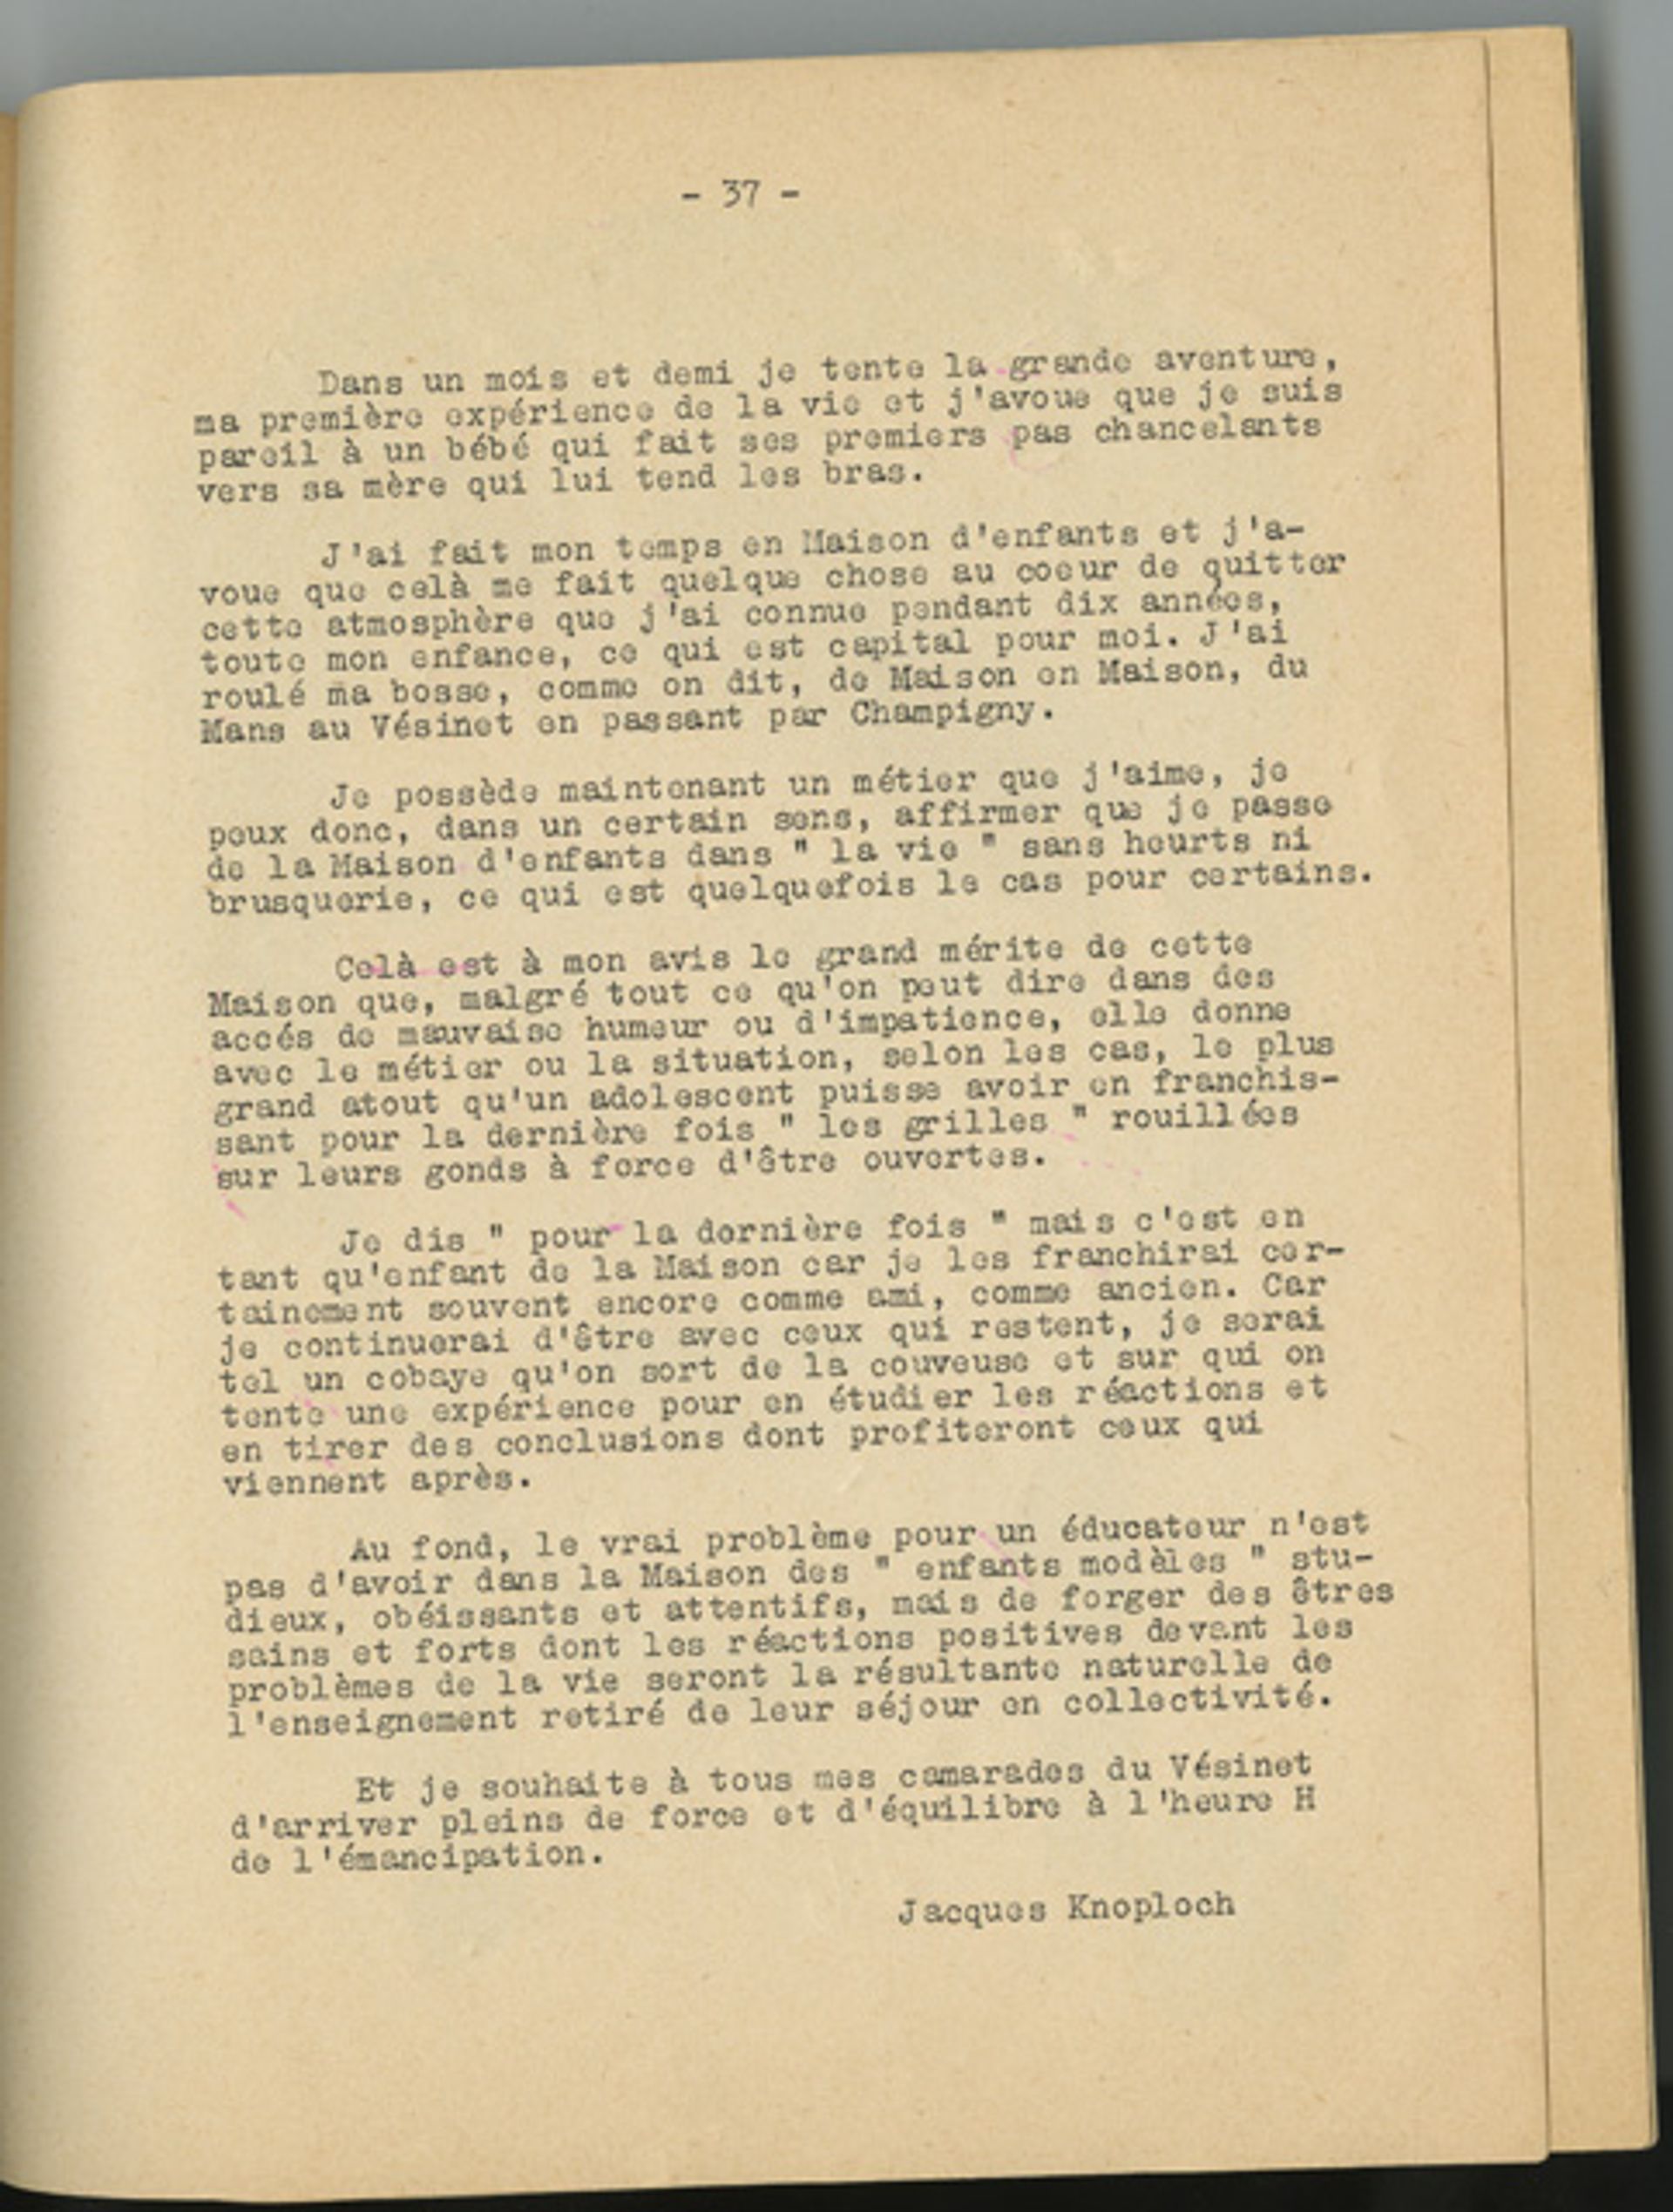 - 37 -
Dans un mois et demi je tente la grande aventure,
ma première expérience de la vie et j'avoue que je suis
pareil à un bébé qui fait ses premiers pas chancelants
vers sa mère qui lui tend les bras.
J'ai fait mon temps en Maison d'enfants et j'a-
voue que celà me fait quelque chose au coeur de quitter
cette atmosphère que j'ai connue pendant dix années,
toute mon enfance, ce qui est capital pour moi. J'ai
roulé ma bosse, comme on dit, de Maison en Maison, du
Mans au Vésinet en passant par Champigny.
Je possède maintenant un métier que j'aime, je
peux donc, dans un certain sens, affirmer que je passe
de la Maison d'enfants dans " la vie " sans heurts ni
brusquerie, ce qui est quelquefois le cas pour certains.
Celà est à mon avis le grand mérite de cette
Maison que, malgré tout ce qu'on peut dire dans des
accés de mauvaise humeur ou d'impatience, elle donne
avec le métier ou la situation, selon les cas, le plus
grand atout qu'un adolescent puisse avoir en franchis-
sant pour la dernière fois " les grilles " rouillées
sur leurs gonds à force d'être ouvertes.
Je dis " pour la dernière fois " mais c'est en
tant qu'enfant de la Maison car je les franchirai cer-
tainement souvent encore comme ami, comme ancien. Car
je continuerai d'être avec ceux qui restent, je serai
tel un cobaye qu'on sort de la couveuse et sur qui on
tente une expérience pour en étudier les réactions et
en tirer des conclusions dont profiteront ceux qui
viennent après.
Au fond, le vrai problème pour un éducateur n'est
pas d'avoir dans la Maison des " enfants modèles " stu-
dieux, obéissants et attentifs, mais de forger des êtres
sains et forts dont les réactions positives devant les
problèmes de la vie seront la résultante naturelle de
l'enseignement retiré de leur séjour en collectivité.
Et je souhaite à tous mes camarades du Vésinet
d'arriver pleins de force et d'équilibre à l'heure H
de l'émancipation.
Jacques Knoploch